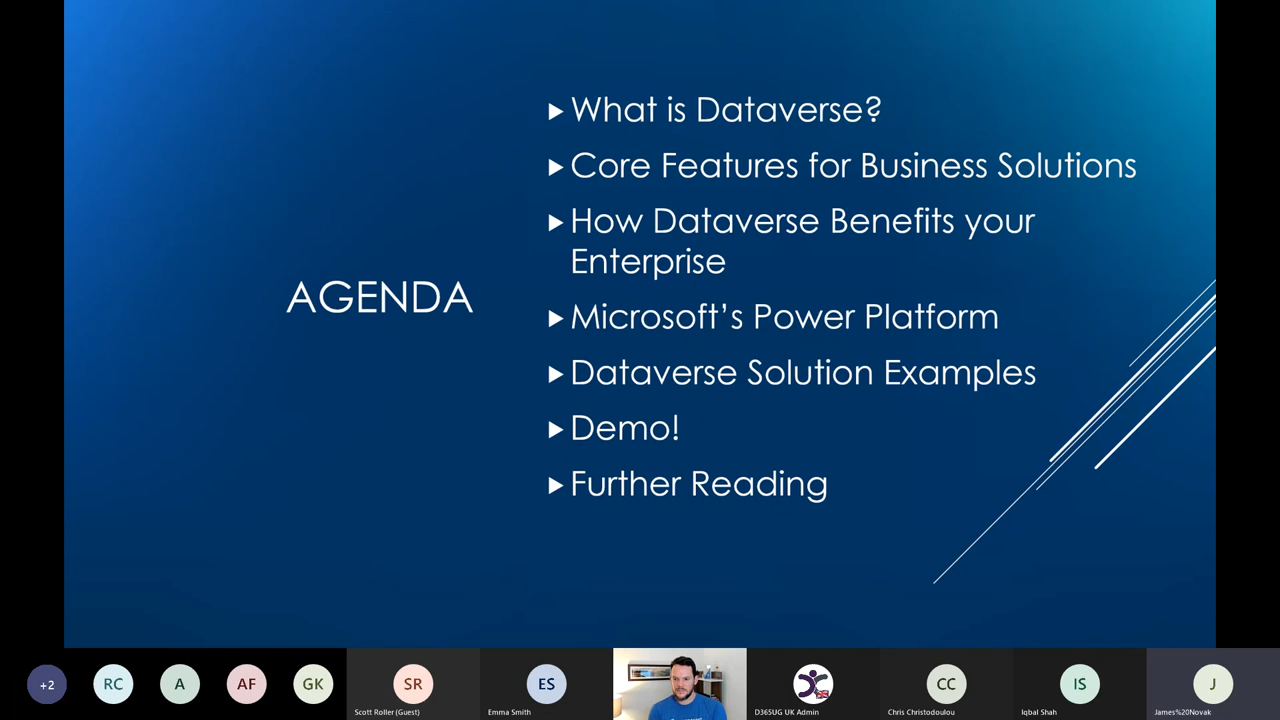 What is Dataverse?
Core Features for Business Solutions
How Dataverse Benefits your
Enterprise
AGENDA
Microsoft's Power Platform
Dataverse Solution Examples
Demo!
Further Reading
+2
RC
A
AF
GK
SR
ES
CC
IS
J
Scott Roller (Guest)
Emma Smith
D365UG UK Admin
Chris Christodoulou
Iqbal Shah
James%20Novak